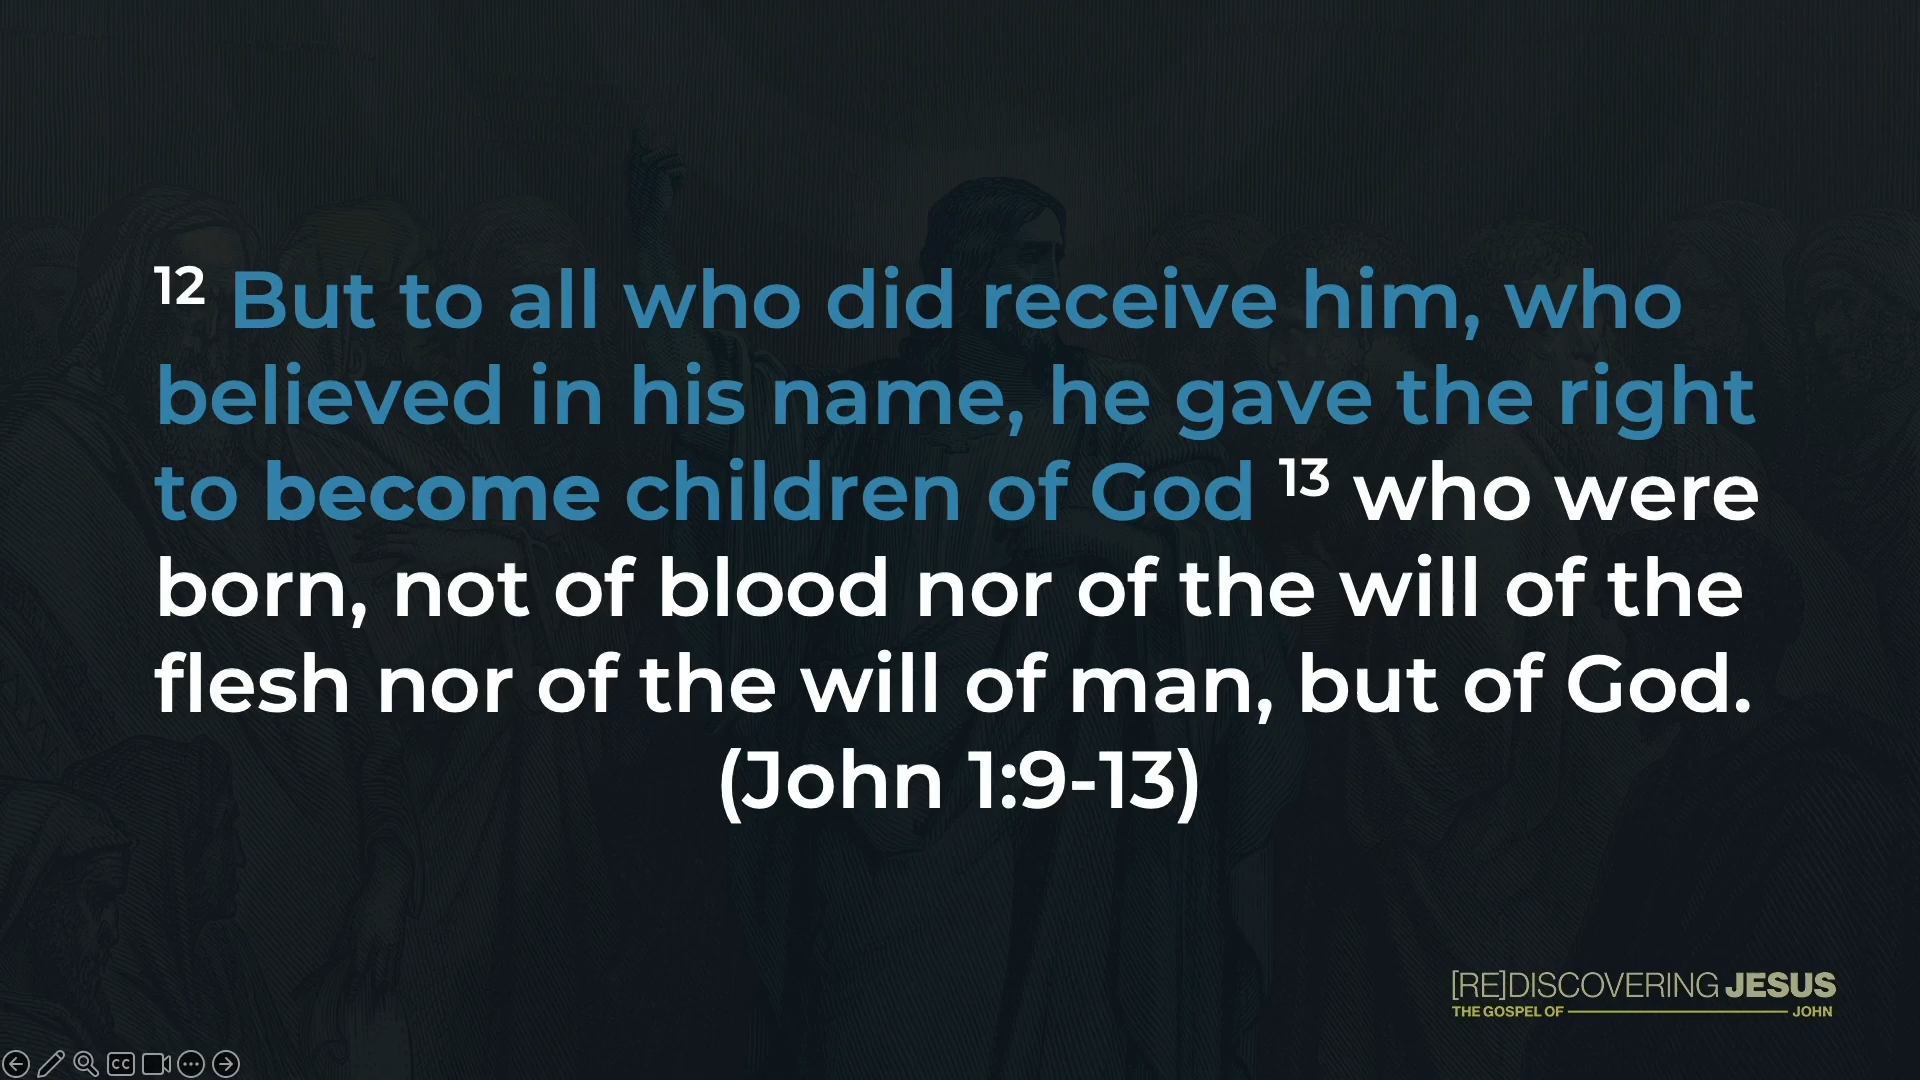 12 But to all who did receive him, who
believed in his name, he gave the right
to become children of God 13 who were
born, not of blood nor of the will of the
flesh nor of the will of man, but of God.
(John 1:9-13)
[RE]DISCOVERING JESUS
THE GOSPEL OF JOHN
CC